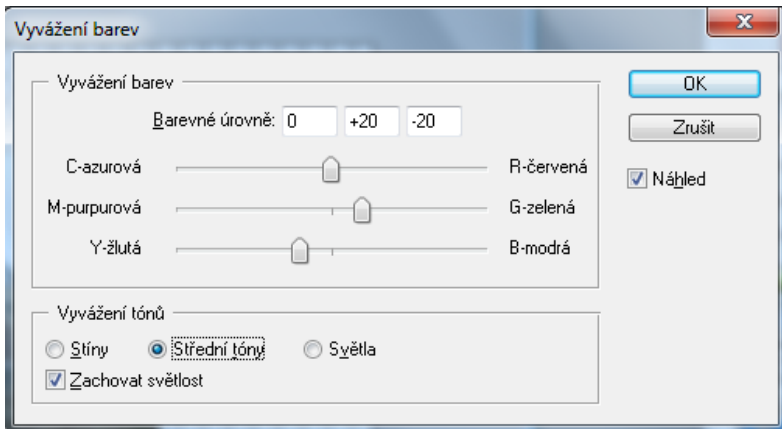 Vyvážení barev
Vyvážení barev
Barevné úrovně: 0 +20 -20
C-azurová R-červená
M-purpurová G-zelená
Y-žlutá B-modrá
Vyvážení tónů
Stíny Střední tóny Světla
Zachovat světlost
OK
Zrušit
Náhled